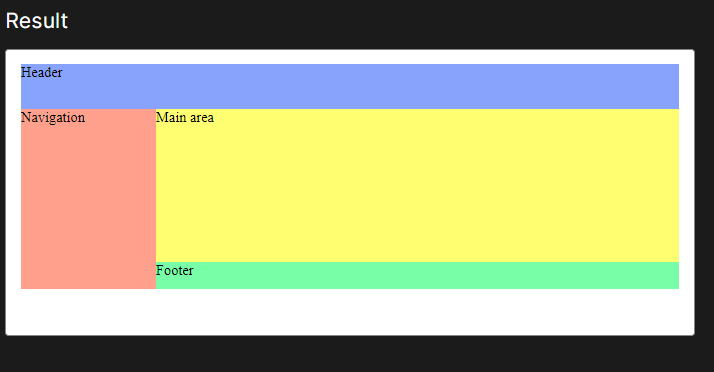 Result
Header
Navigation
Main area
Footer